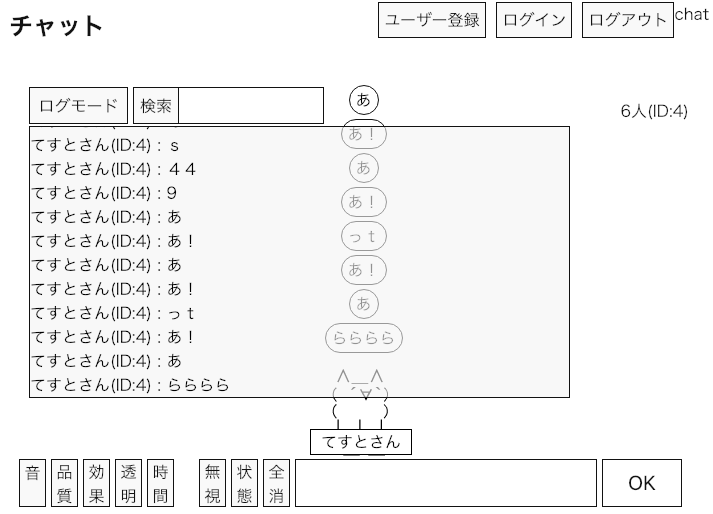 チャット
ユーザー登録 ログイン ログアウト chat
ログモード 検索
6人(ID:4)
てすとさん(ID:4)：s
てすとさん(ID:4)：４４
てすとさん(ID:4)：9
てすとさん(ID:4)：あ
てすとさん(ID:4)：あ！
てすとさん(ID:4)：あ
てすとさん(ID:4)：あ！
てすとさん(ID:4)：っｔ
てすとさん(ID:4)：あ！
てすとさん(ID:4)：あ
てすとさん(ID:4)：らららら
あ
あ！
あ
あ！
っｔ
あ！
あ
らららら
てすとさん
音 品質 効果 透明 時間 無視 状態 全消 OK